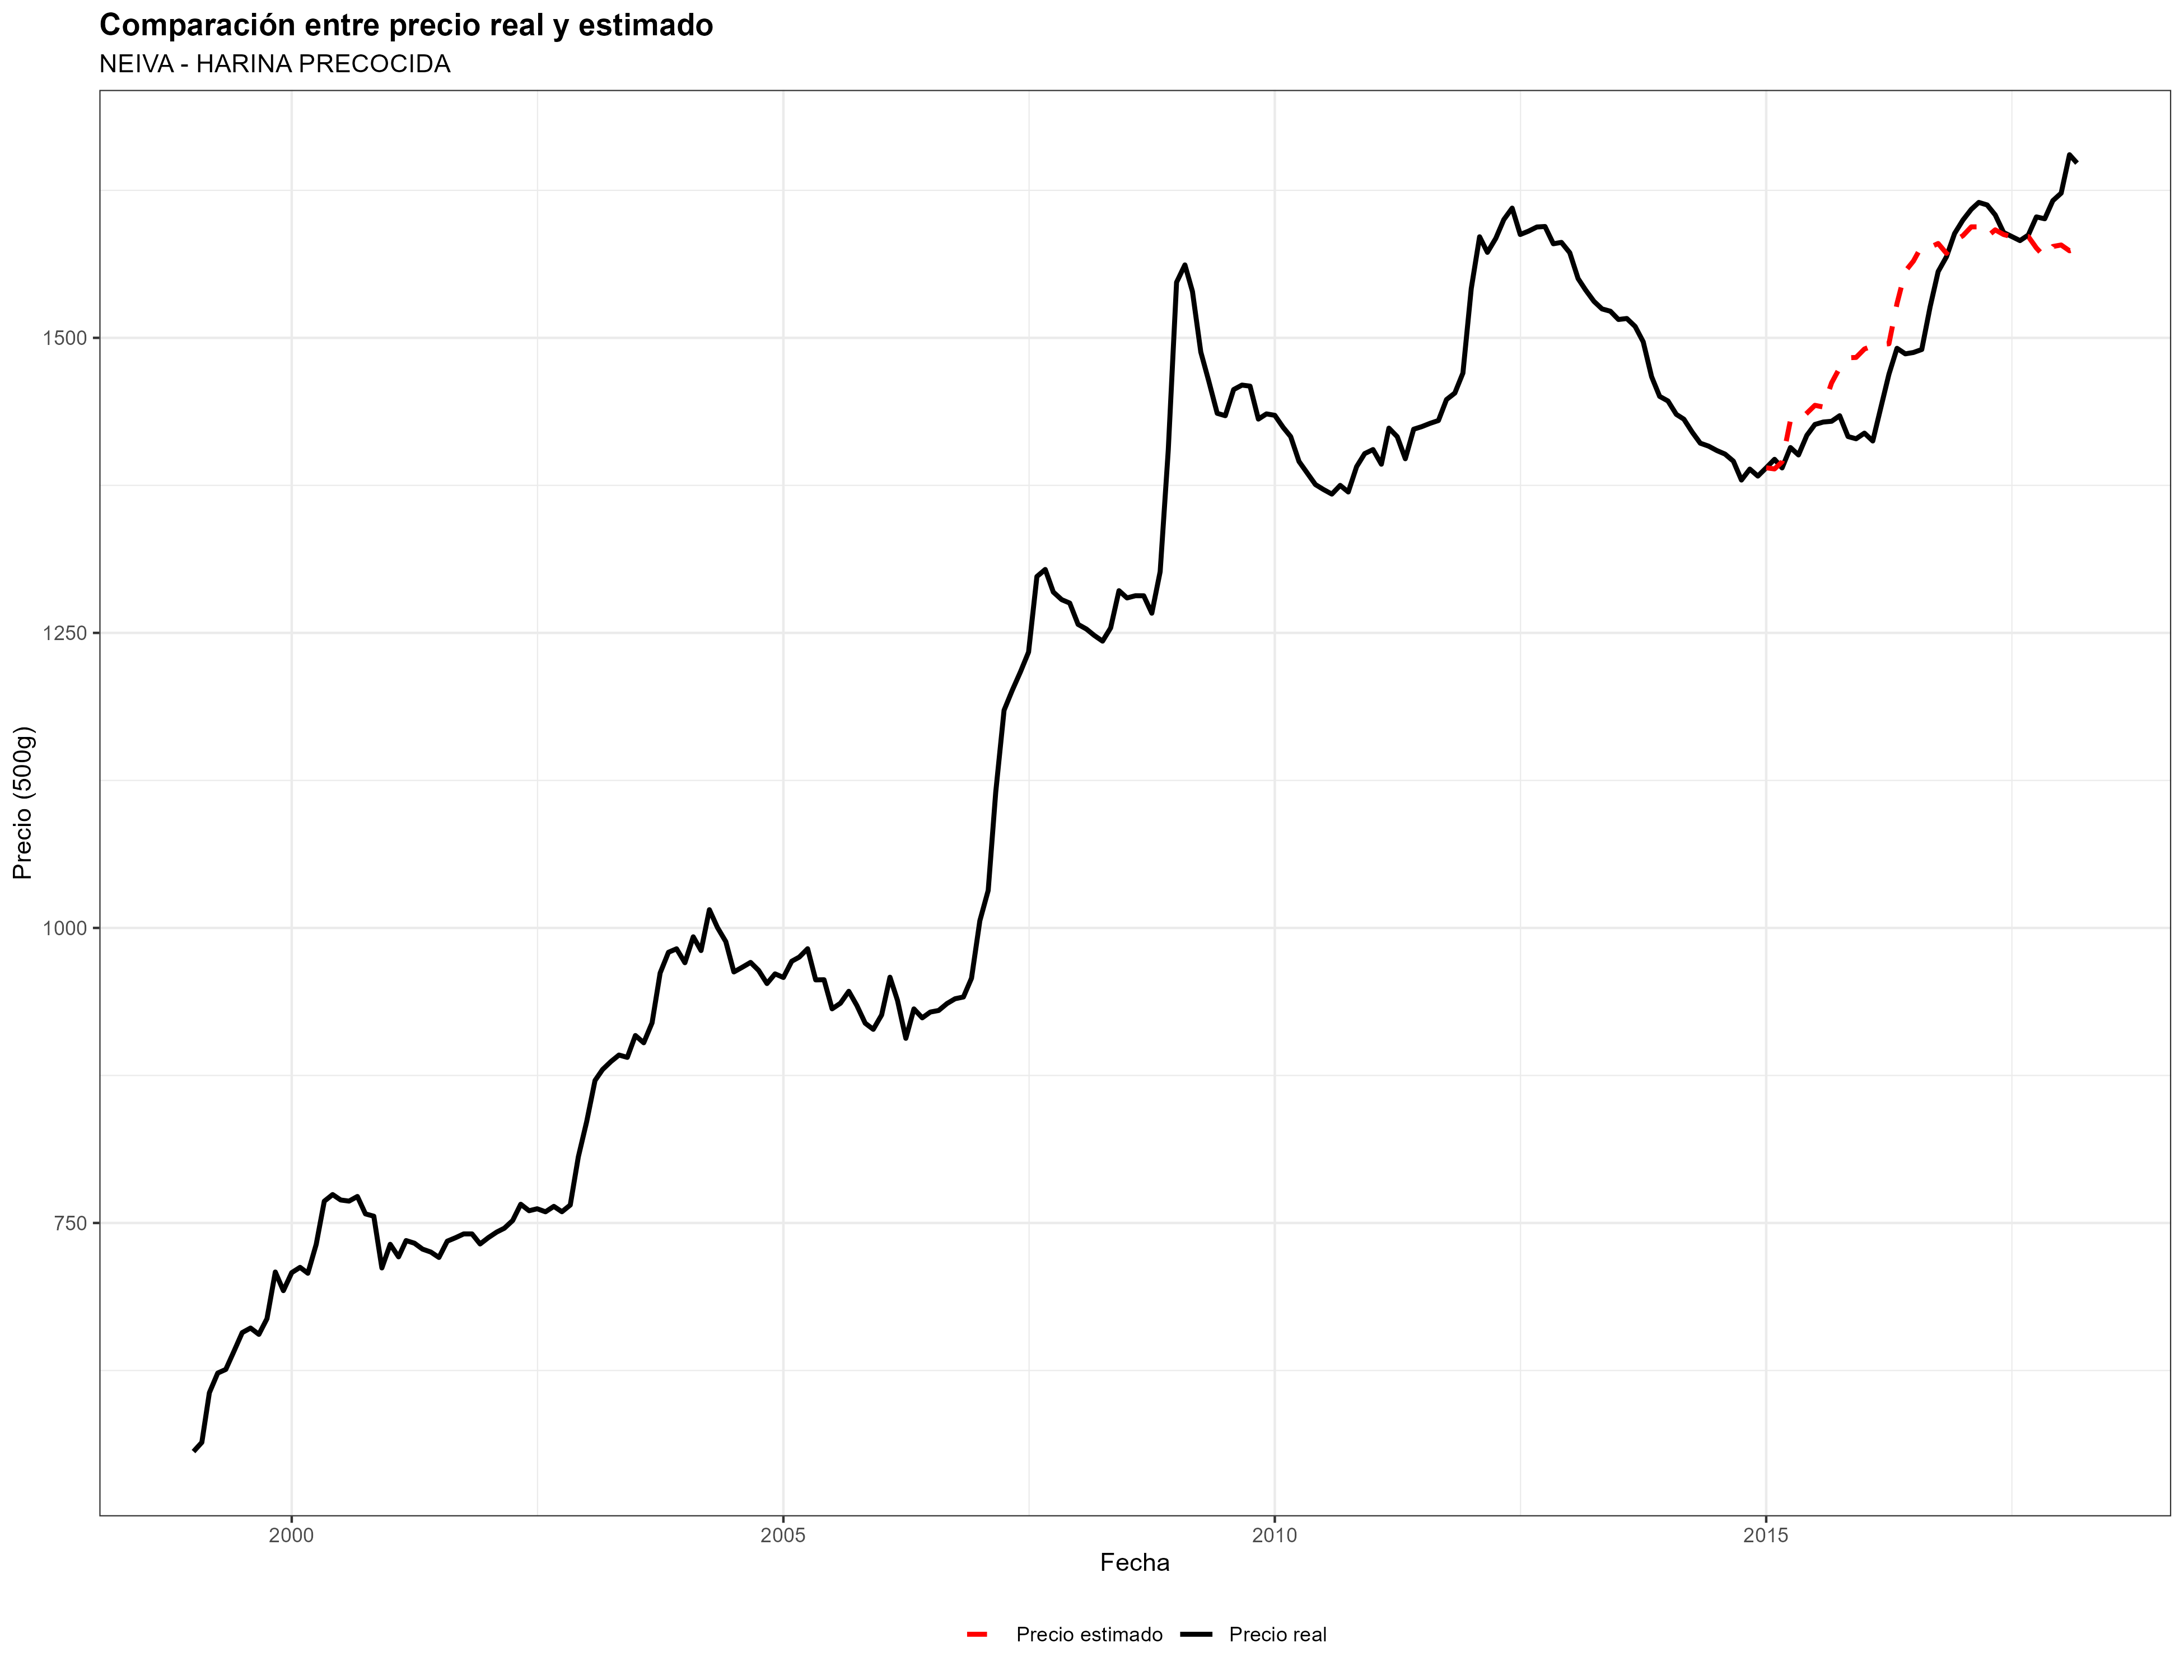 Comparación entre precio real y estimado
NEIVA - HARINA PRECOCIDA
Precio (500g)
1500
1250
1000
750
2000 2005 2010 2015
Fecha
Precio estimado Precio real